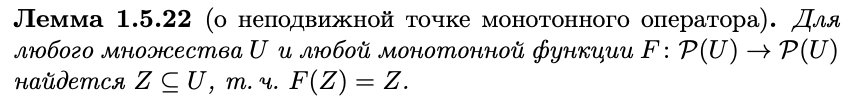 Лемма 1.5.22 (о неподвижной точке монотонного оператора). Для
любого множества U и любой монотонной функции F: 𝒫(U) → 𝒫(U)
найдется Z ⊆ U, т. ч. F(Z) = Z.